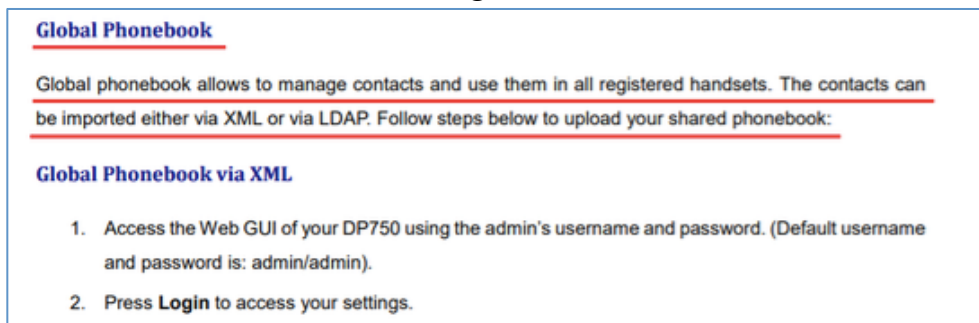 Global Phonebook
Global phonebook allows to manage contacts and use them in all registered handsets. The contacts can
be imported either via XML or via LDAP. Follow steps below to upload your shared phonebook:
Global Phonebook via XML
1. Access the Web GUI of your DP750 using the admin's username and password. (Default username
and password is: admin/admin).
2. Press Login to access your settings.